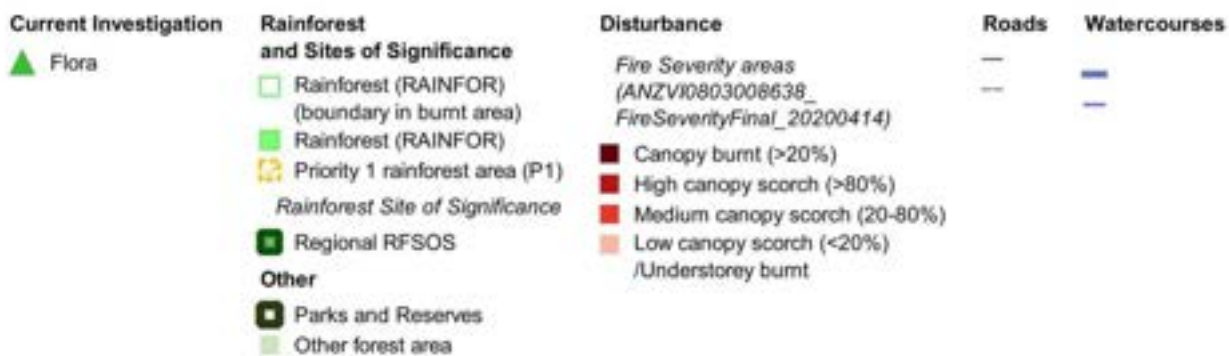 Current Investigation
Flora
Rainforest
and Sites of Significance
Rainforest (RAINFOR)
(boundary in burnt area)
Rainforest (RAINFOR)
Priority 1 rainforest area (P1)
Rainforest Site of Significance
Regional RFSOS
Other
Parks and Reserves
Other forest area
Disturbance
Fire Severity areas
(ANZVI0803008638_
FireSeverityFinal_20200414)
Canopy burnt (>20%)
High canopy scorch (>80%)
Medium canopy scorch (20-80%)
Low canopy scorch (<20%)
/Understorey burnt
Roads
Watercourses